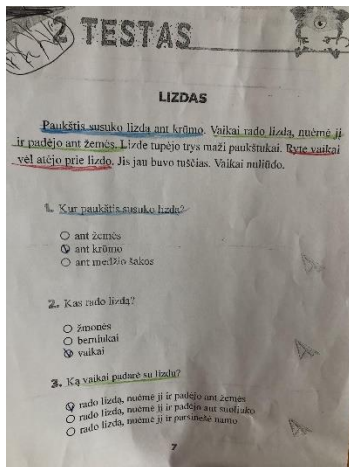 2 TESTAS
LIZDAS
Paukštis susuko lizdą ant krūmo. Vaikai rado lizdą, nuėmė jį
ir padėjo ant žemės. Lizde tupėjo trys maži paukštukai. Ryte vaikai
vėl atėjo prie lizdo. Jis jau buvo tuščias. Vaikai nuliūdo.
1. Kur paukštis susuko lizdą?
ant žemės
ant krūmo
ant medžio šakos
2. Kas rado lizdą?
žmonės
berniukai
vaikai
3. Ką vaikai padarė su lizdu?
rado lizdą, nuėmė jį ir padėjo ant žemės
rado lizdą, nuėmė jį ir padėjo ant suoliuko
rado lizdą, nuėmė jį ir parsinešė namo
7